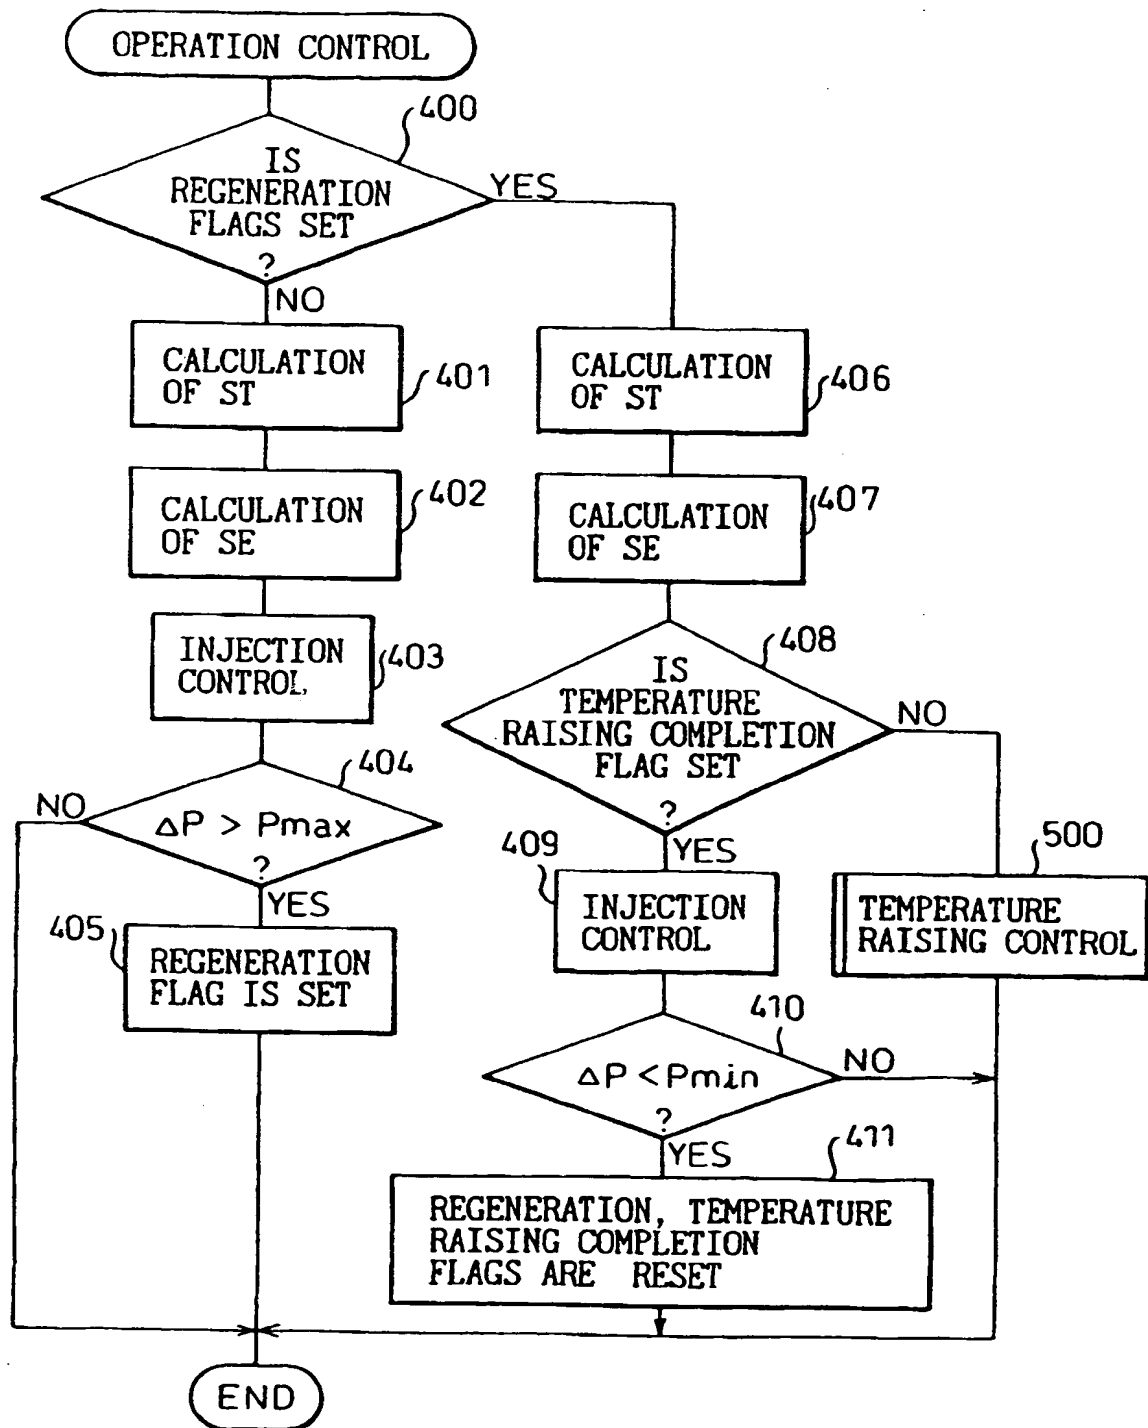 OPERATION CONTROL
400
IS
REGENERATION
FLAGS SET
?
YES
NO
CALCULATION
OF ST
401
CALCULATION
OF SE
402
INJECTION
CONTROL
403
404
NO
ΔP > Pmax
?
YES
405
REGENERATION
FLAG IS SET
CALCULATION
OF ST
406
CALCULATION
OF SE
407
408
IS
TEMPERATURE
RAISING COMPLETION
FLAG SET
?
NO
YES
409
INJECTION
CONTROL
500
TEMPERATURE
RAISING CONTROL
410
ΔP < Pmin
?
NO
YES
411
REGENERATION, TEMPERATURE
RAISING COMPLETION
FLAGS ARE RESET
END